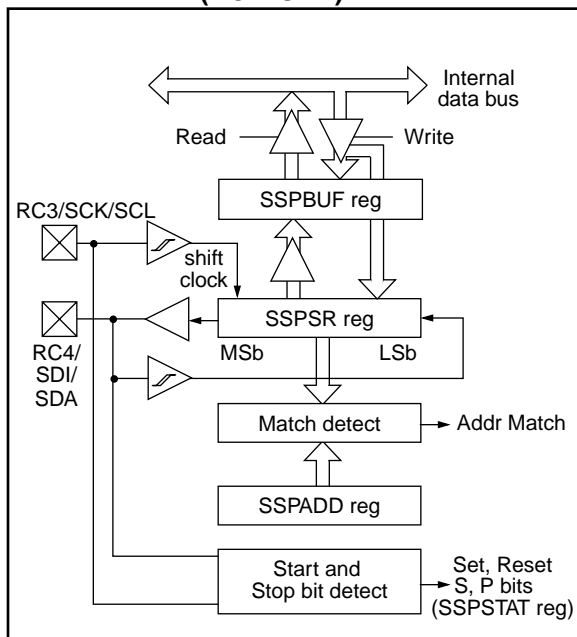 Internal
data bus
Read
Write
SSPBUF reg
RC3/SCK/SCL
shift
clock
SSPSR reg
MSb
LSb
RC4/
SDI/
SDA
Match detect
Addr Match
SSPADD reg
Start and
Stop bit detect
Set, Reset
S, P bits
(SSPSTAT reg)